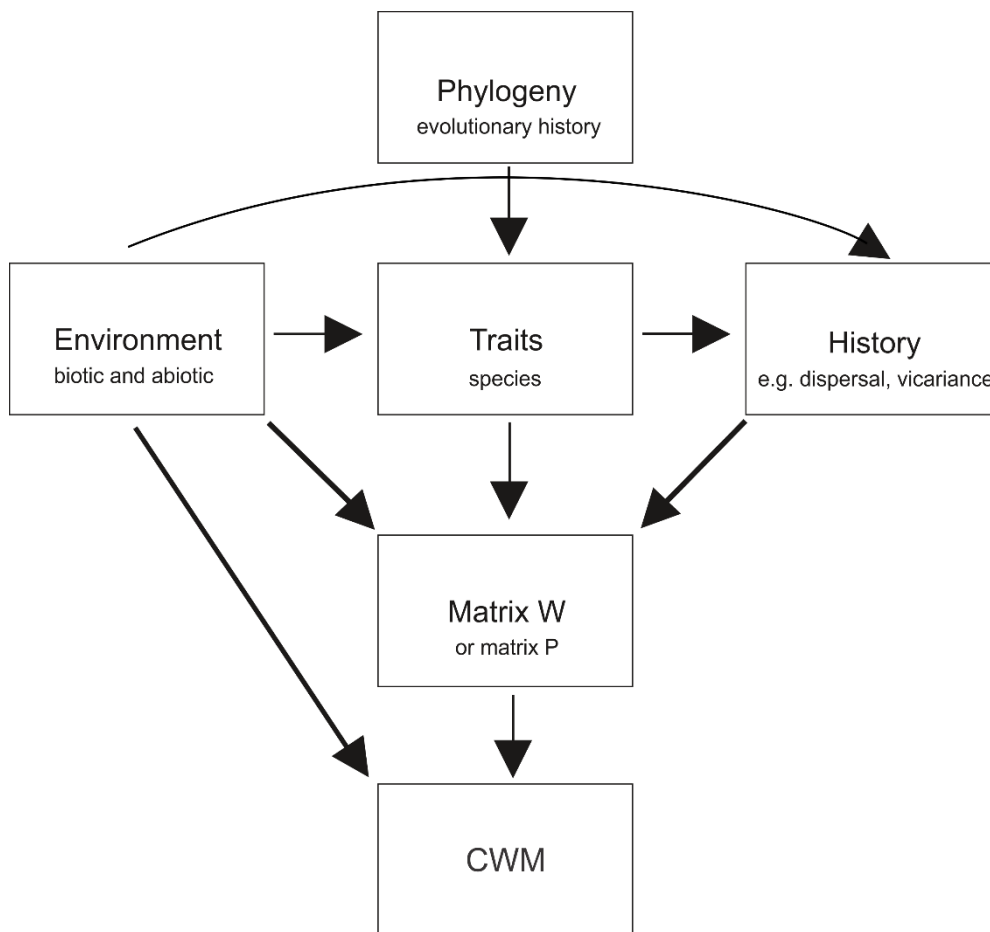 Phylogeny
evolutionary history
Environment
biotic and abiotic
Traits
species
History
e.g. dispersal, vicariance
Matrix W
or matrix P
CWM